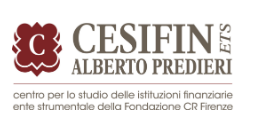 C
CESIFIN ETS
ALBERTO PREDIERI
centro per lo studio delle istituzioni finanziarie
ente strumentale della Fondazione CR Firenze